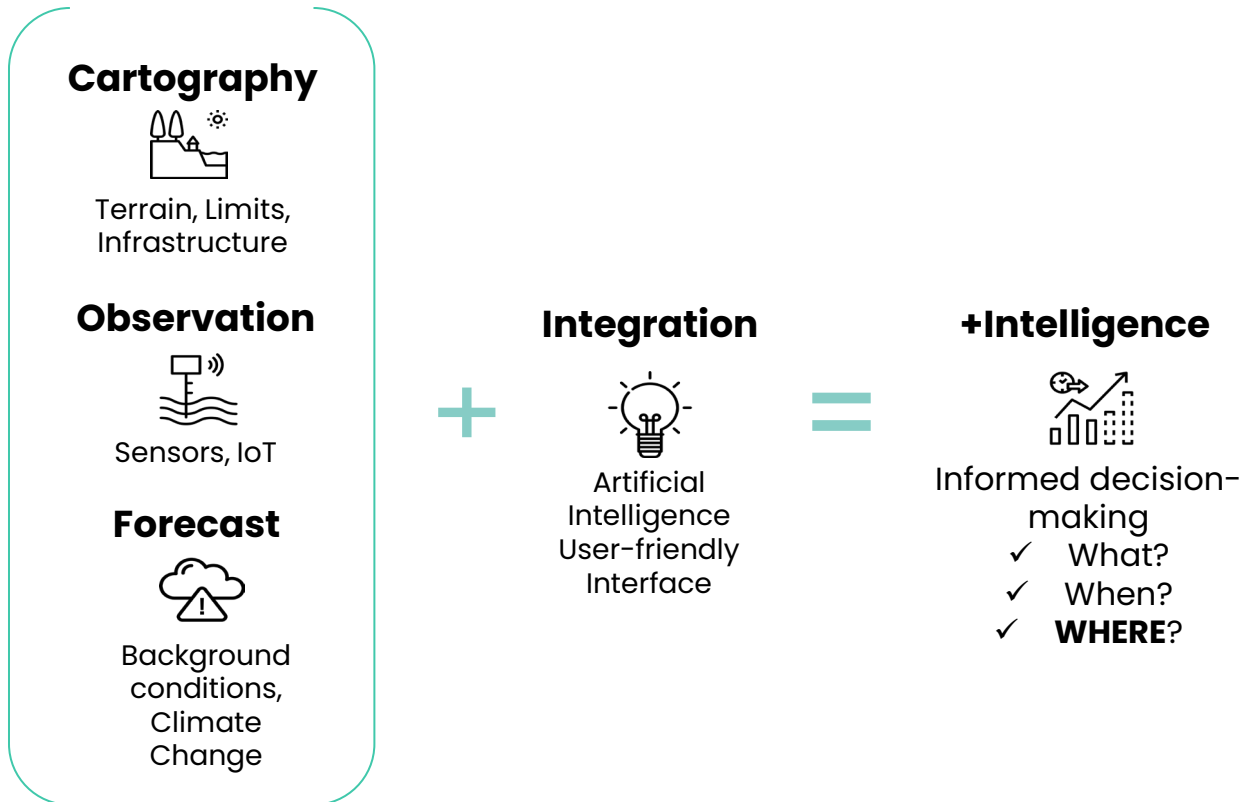 Cartography
Terrain, Limits,
Infrastructure
Observation
Sensors, IoT
Forecast
!
Background
conditions,
Climate
Change
+
Integration
Artificial
Intelligence
User-friendly
Interface
=
+Intelligence
Informed decision-
making
✓ What?
✓ When?
✓ WHERE?